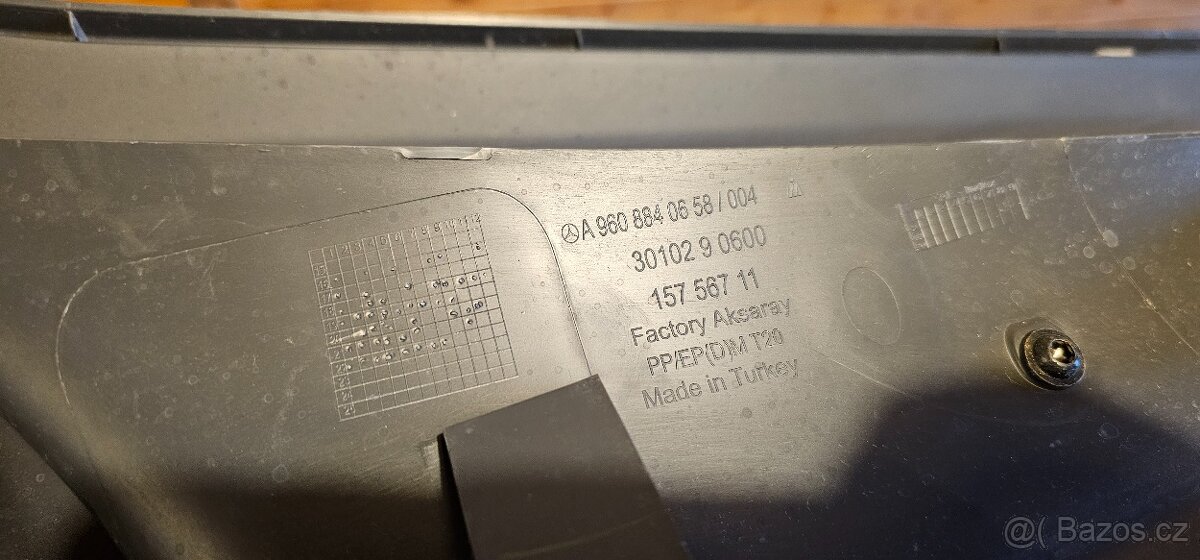 A 960 884 06 58 / 004
30102 9 0600
157 567 11
Factory Aksaray
PP/EP(D)M T20
Made in Turkey
@( Bazos.cz